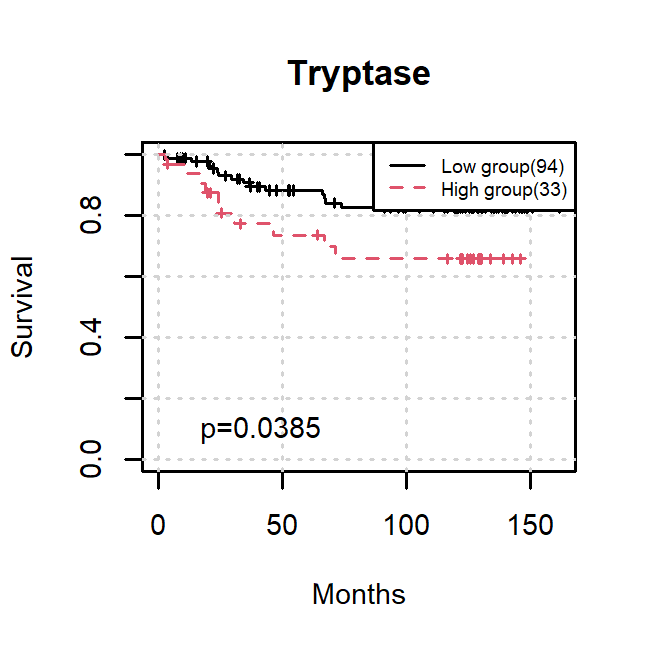 Tryptase
Low group(94)
High group(33)
Survival
0.8
0.4
0.0
p=0.0385
0 50 100 150
Months